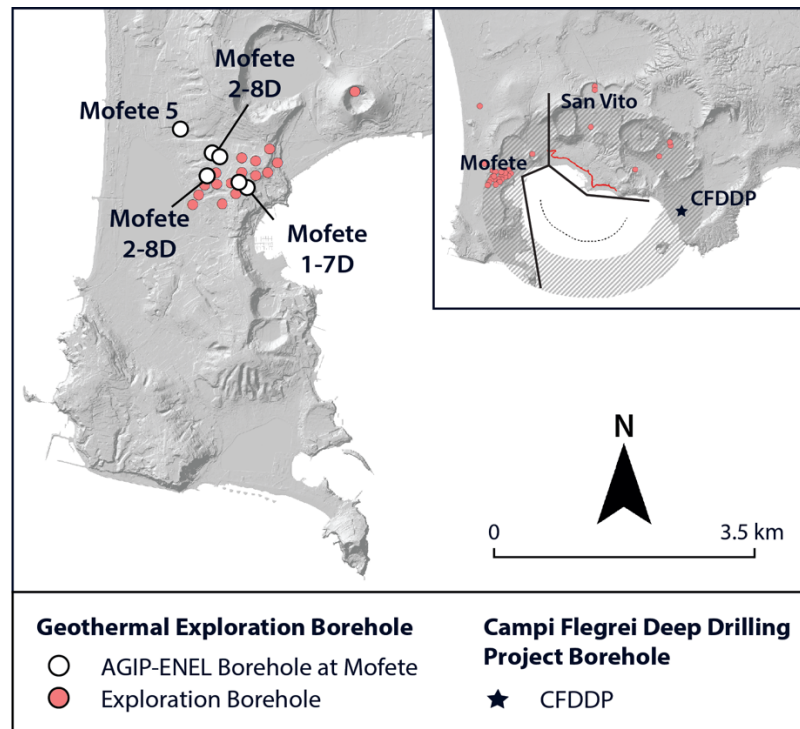 Mofete
2-8D
Mofete 5
Mofete
2-8D
Mofete
1-7D
San Vito
Mofete
CFDDP
N
0
3.5 km
Geothermal Exploration Borehole
AGIP-ENEL Borehole at Mofete
Exploration Borehole
Campi Flegrei Deep Drilling
Project Borehole
CFDDP